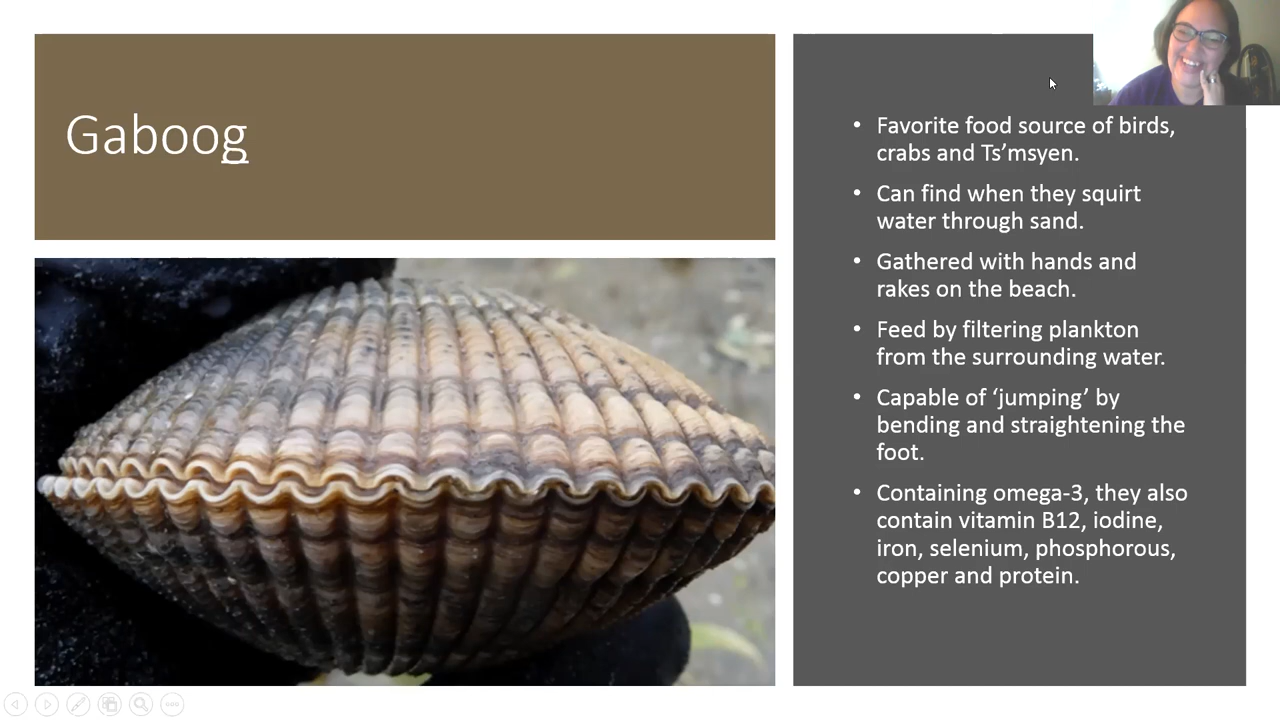 Gaboog̲
• Favorite food source of birds,
crabs and Ts’msyen.
• Can find when they squirt
water through sand.
• Gathered with hands and
rakes on the beach.
• Feed by filtering plankton
from the surrounding water.
• Capable of ‘jumping’ by
bending and straightening the
foot.
• Containing omega-3, they also
contain vitamin B12, iodine,
iron, selenium, phosphorous,
copper and protein.